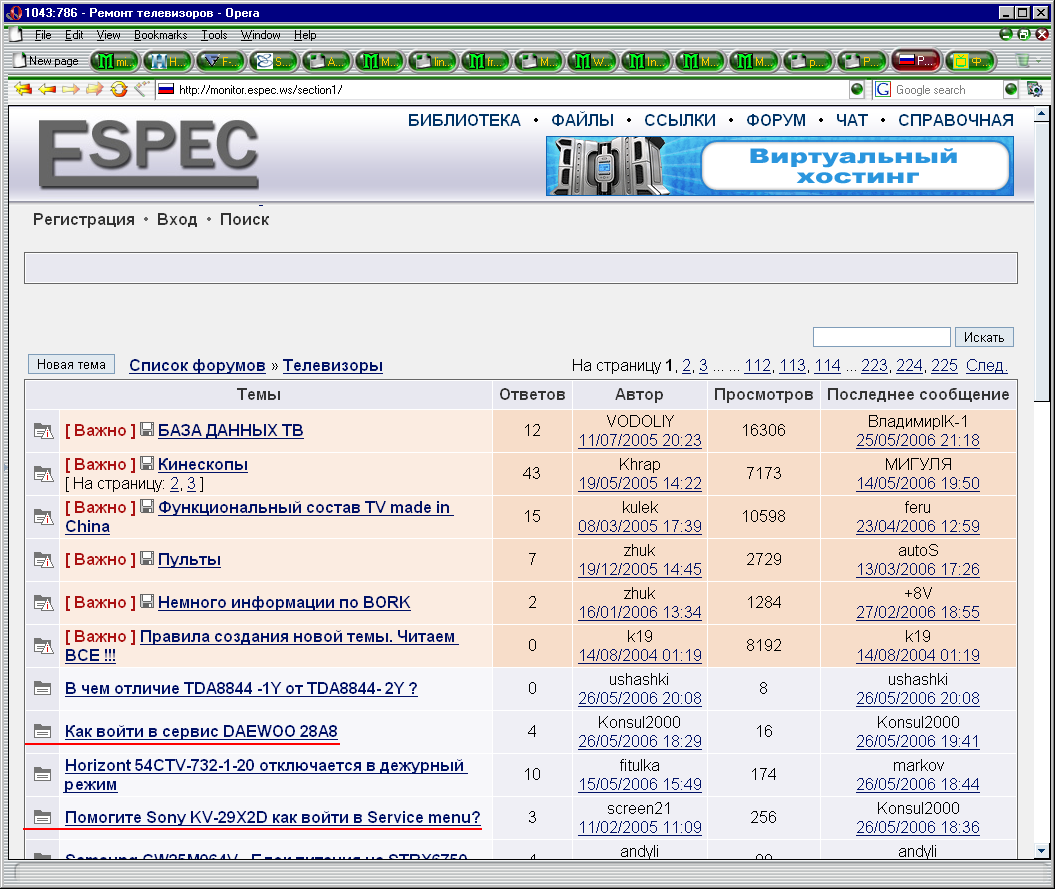 1043:786 - Ремонт телевизоров - Opera
File Edit View Bookmarks Tools Window Help
New page mi... H... F-... S... A... M... lin... fr... M... W... In... M... M... p... P... P... Ф...
http://monitor.espec.ws/section1/ Google search
ESPEC
БИБЛИОТЕКА • ФАЙЛЫ • ССЫЛКИ • ФОРУМ • ЧАТ • СПРАВОЧНАЯ
Виртуальный
хостинг
Регистрация • Вход • Поиск
Искать
Новая тема Список форумов » Телевизоры На страницу 1, 2, 3 ... ... 112, 113, 114 ... 223, 224, 225 След.
Темы Ответов Автор Просмотров Последнее сообщение
[ Важно ] БАЗА ДАННЫХ ТВ 12 VODOLIY 11/07/2005 20:23 16306 ВладимирIK-1 25/05/2006 21:18
[ Важно ] Кинескопы 43 Khrap 19/05/2005 14:22 7173 МИГУЛЯ 14/05/2006 19:50
[ На страницу: 2, 3 ]
[ Важно ] Функциональный состав TV made in
China 15 kulek 08/03/2005 17:39 10598 feru 23/04/2006 12:59
[ Важно ] Пульты 7 zhuk 19/12/2005 14:45 2729 autoS 13/03/2006 17:26
[ Важно ] Немного информации по BORK 2 zhuk 16/01/2006 13:34 1284 +8V 27/02/2006 18:55
[ Важно ] Правила создания новой темы. Читаем
ВСЕ !!! 0 k19 14/08/2004 01:19 8192 k19 14/08/2004 01:19
В чем отличие TDA8844 -1Y от TDA8844- 2Y ? 0 ushashki 26/05/2006 20:08 8 ushashki 26/05/2006 20:08
Как войти в сервис DAEWOO 28A8 4 Konsul2000 26/05/2006 18:29 16 Konsul2000 26/05/2006 19:41
Horizont 54CTV-732-1-20 отключается в дежурный
режим 10 fitulka 15/05/2006 15:49 174 markov 26/05/2006 18:44
Помогите Sony KV-29X2D как войти в Service menu? 3 screen21 11/02/2005 11:09 256 Konsul2000 26/05/2006 18:36
andyli andyli